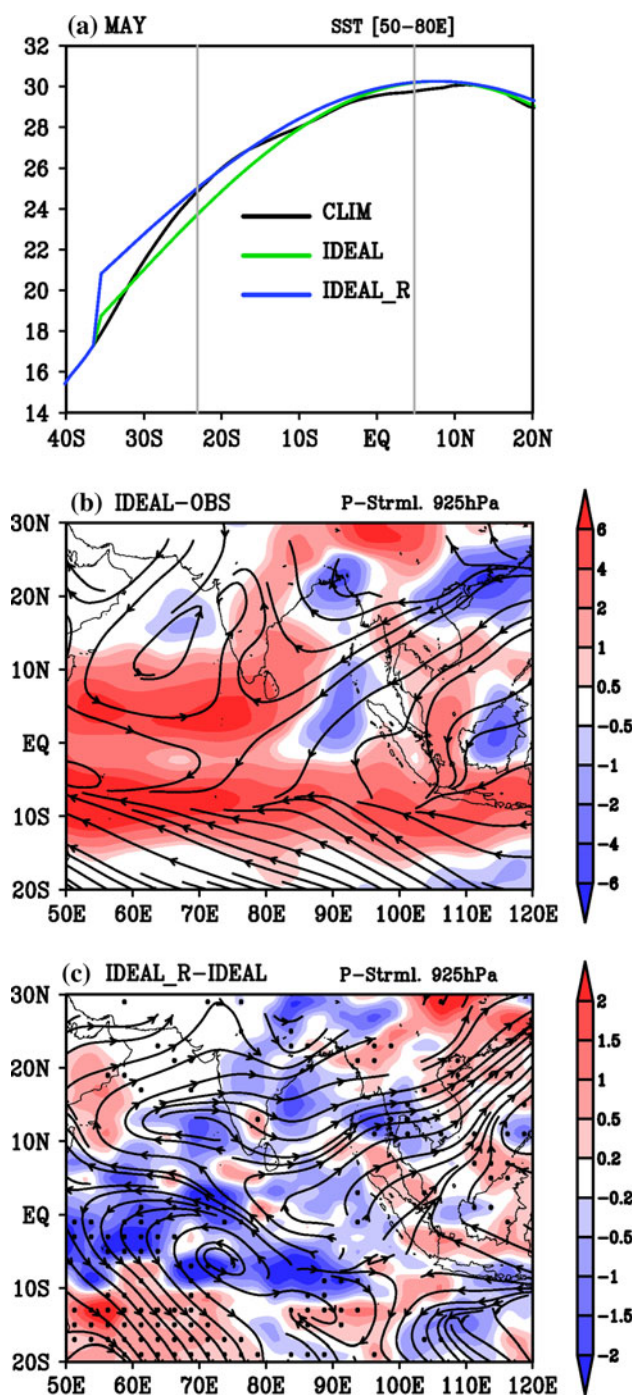 (a) MAY SST [50-80E]
32
30
28
26
24
22
20
18
16
14
CLIM
IDEAL
IDEAL_R
40S 30S 20S 10S EQ 10N 20N
(b) IDEAL-OBS P-Strml. 925hPa
30N
20N
10N
EQ
10S
20S
50E 60E 70E 80E 90E 100E 110E 120E
6
4
2
1
0.5
-0.5
-1
-2
-4
-6
(c) IDEAL_R-IDEAL P-Strml. 925hPa
30N
20N
10N
EQ
10S
20S
50E 60E 70E 80E 90E 100E 110E 120E
2
1.5
1
0.5
0.2
-0.2
-0.5
-1
-1.5
-2